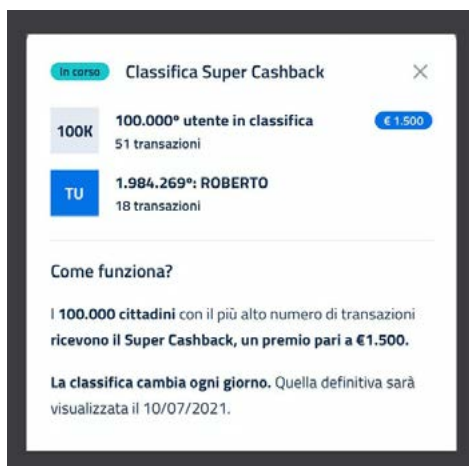 In corso Classifica Super Cashback
100K 100.000º utente in classifica € 1.500
51 transazioni
TU 1.984.269º: ROBERTO
18 transazioni
Come funziona?
I 100.000 cittadini con il più alto numero di transazioni
ricevono il Super Cashback, un premio pari a €1.500.
La classifica cambia ogni giorno. Quella definitiva sarà
visualizzata il 10/07/2021.